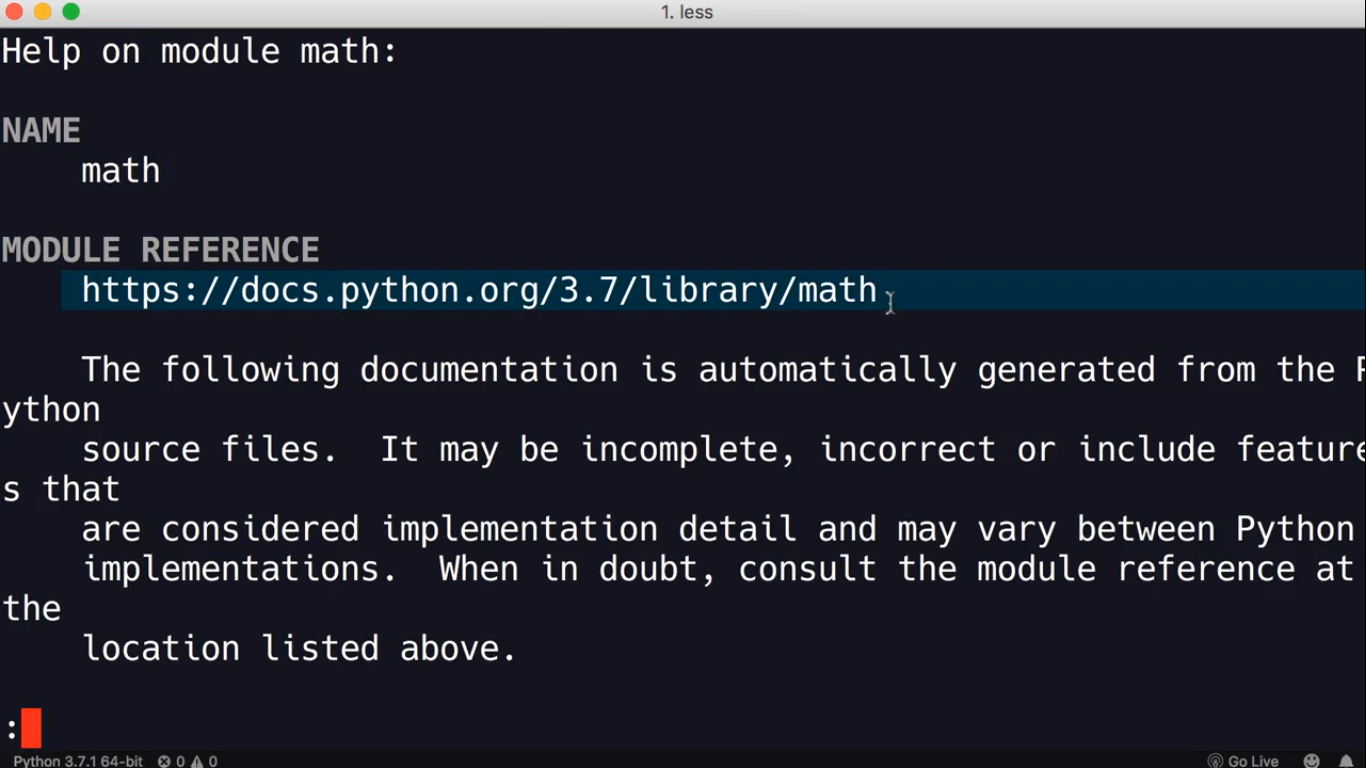 1. less
Help on module math:
NAME
math
MODULE REFERENCE
https://docs.python.org/3.7/library/math
The following documentation is automatically generated from the P
ython
source files.  It may be incomplete, incorrect or include feature
s that
are considered implementation detail and may vary between Python
implementations.  When in doubt, consult the module reference at
the
location listed above.
:
Python 3.7.1 64-bit 0 0 Go Live